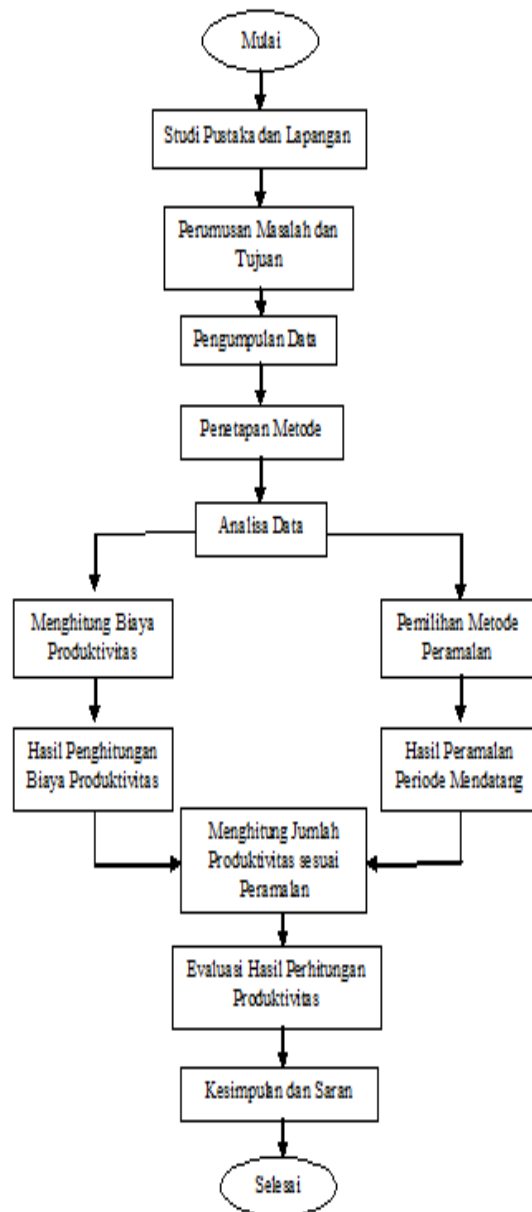 Mulai
Studi Pustaka dan Lapangan
Perumusan Masalah dan
Tujuan
Pengumpulan Data
Penetapan Metode
Analisa Data
Menghitung Biaya
Produktivitas
Pemilihan Metode
Peramalan
Hasil Penghitungan
Biaya Produktivitas
Hasil Peramalan
Periode Mendatang
Menghitung Jumlah
Produktivitas sesuai
Peramalan
Evaluasi Hasil Perhitungan
Produktivitas
Kesimpulan dan Saran
Selesai